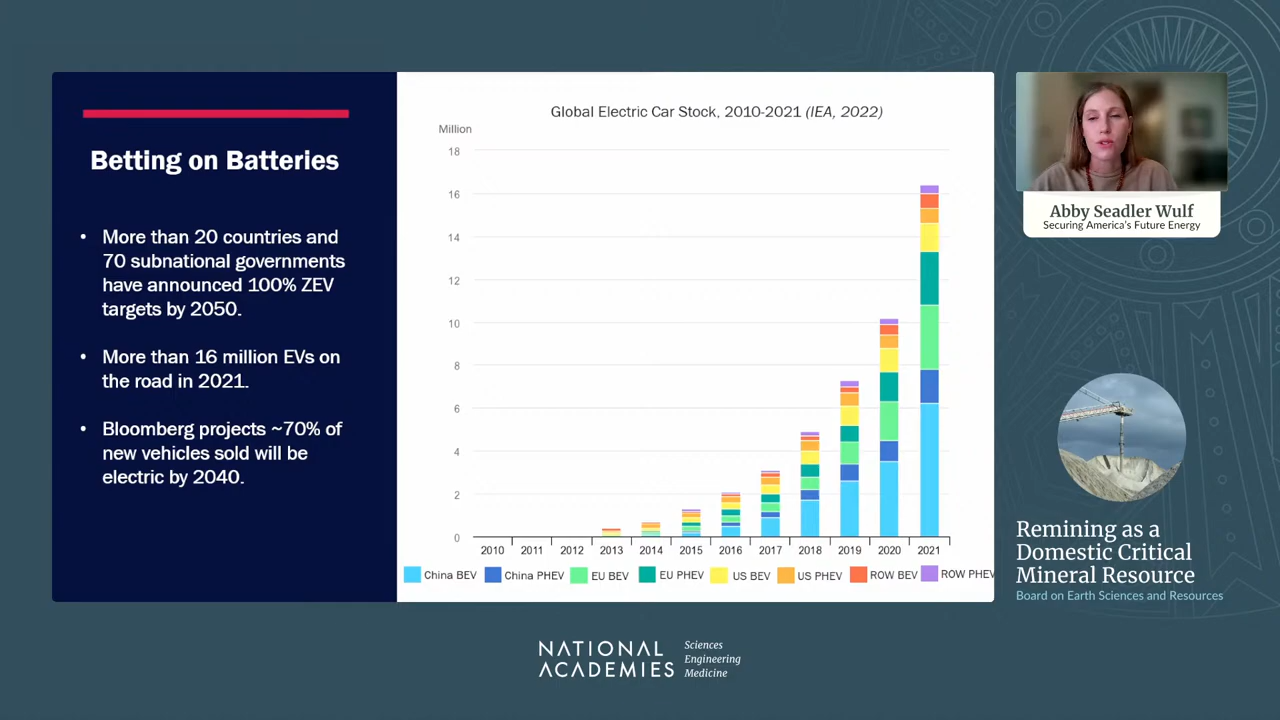 Betting on Batteries
• More than 20 countries and
70 subnational governments
have announced 100% ZEV
targets by 2050.
• More than 16 million EVs on
the road in 2021.
• Bloomberg projects ~70% of
new vehicles sold will be
electric by 2040.
Global Electric Car Stock, 2010-2021 (IEA, 2022)
Million
18
16
14
12
10
8
6
4
2
0
2010 2011 2012 2013 2014 2015 2016 2017 2018 2019 2020 2021
China BEV China PHEV EU BEV EU PHEV US BEV US PHEV ROW BEV ROW PHEV
Abby Seadler Wulf
Securing America's Future Energy
Remining as a
Domestic Critical
Mineral Resource
Board on Earth Sciences and Resources
NATIONAL ACADEMIES
Sciences
Engineering
Medicine